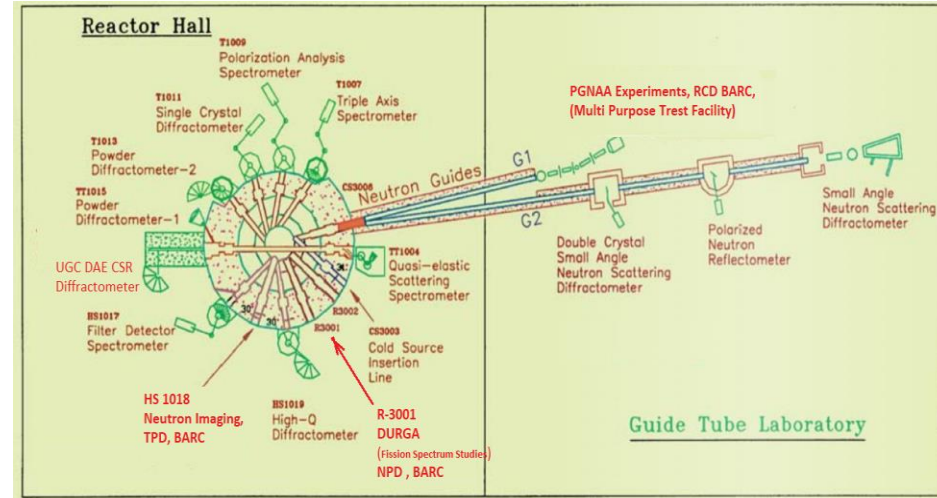 Reactor Hall
T1009
Polarization Analysis
Spectrometer
T1007
Triple Axis
Spectrometer
T1011
Single Crystal
Diffractometer
T1013
Powder
Diffractometer-2
TT1015
Powder
Diffractometer-1
UGC DAE CSR
Diffractometer
HS1017
Filter Detector
Spectrometer
HS 1018
Neutron Imaging,
TPD, BARC
30°
30°
HS1019
High-Q
Diffractometer
R3001
R-3001
DURGA
(Fission Spectrum Studies)
NPD , BARC
R3002
CS3003
Cold Source
Insertion
Line
TT1004
Quasi-elastic
Scattering
Spectrometer
CS3006
Neutron Guides
G1
G2
PGNAA Experiments, RCD BARC,
(Multi Purpose Trest Facility)
Double Crystal
Small Angle
Neutron Scattering
Diffractometer
Polarized
Neutron
Reflectometer
Small Angle
Neutron Scattering
Diffractometer
Guide Tube Laboratory